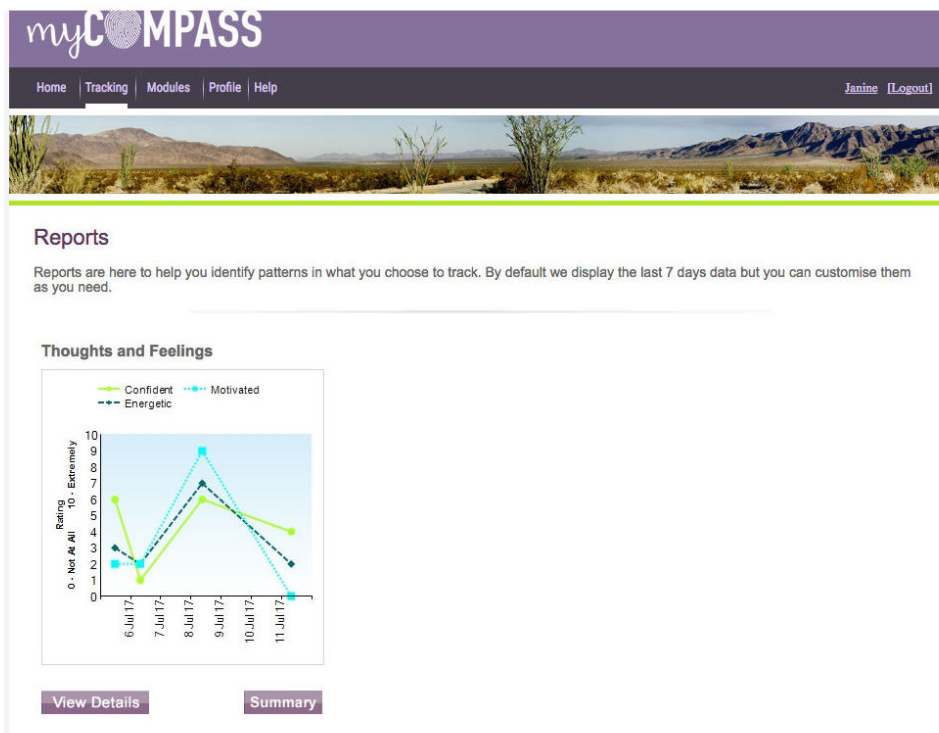 myCOMPASS
Home Tracking Modules Profile Help Janine [Logout]
Reports
Reports are here to help you identify patterns in what you choose to track. By default we display the last 7 days data but you can customise them
as you need.
Thoughts and Feelings
Confident Motivated
Energetic
10
9
8
7
6
5
4
3
2
1
0
Rating
0 - Not At All 10 - Extremely
6 Jul 17
7 Jul 17
8 Jul 17
9 Jul 17
10 Jul 17
11 Jul 17
View Details Summary